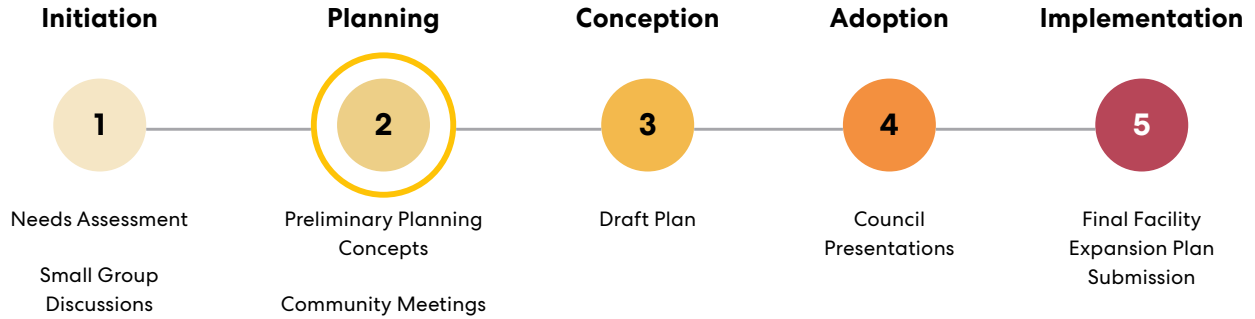 Initiation
Planning
Conception
Adoption
Implementation
1
2
3
4
5
Needs Assessment
Small Group
Discussions
Preliminary Planning
Concepts
Community Meetings
Draft Plan
Council
Presentations
Final Facility
Expansion Plan
Submission